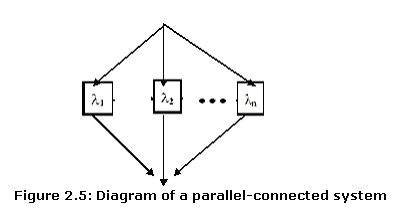 λ1 λ2 ••• λn
Figure 2.5: Diagram of a parallel-connected system